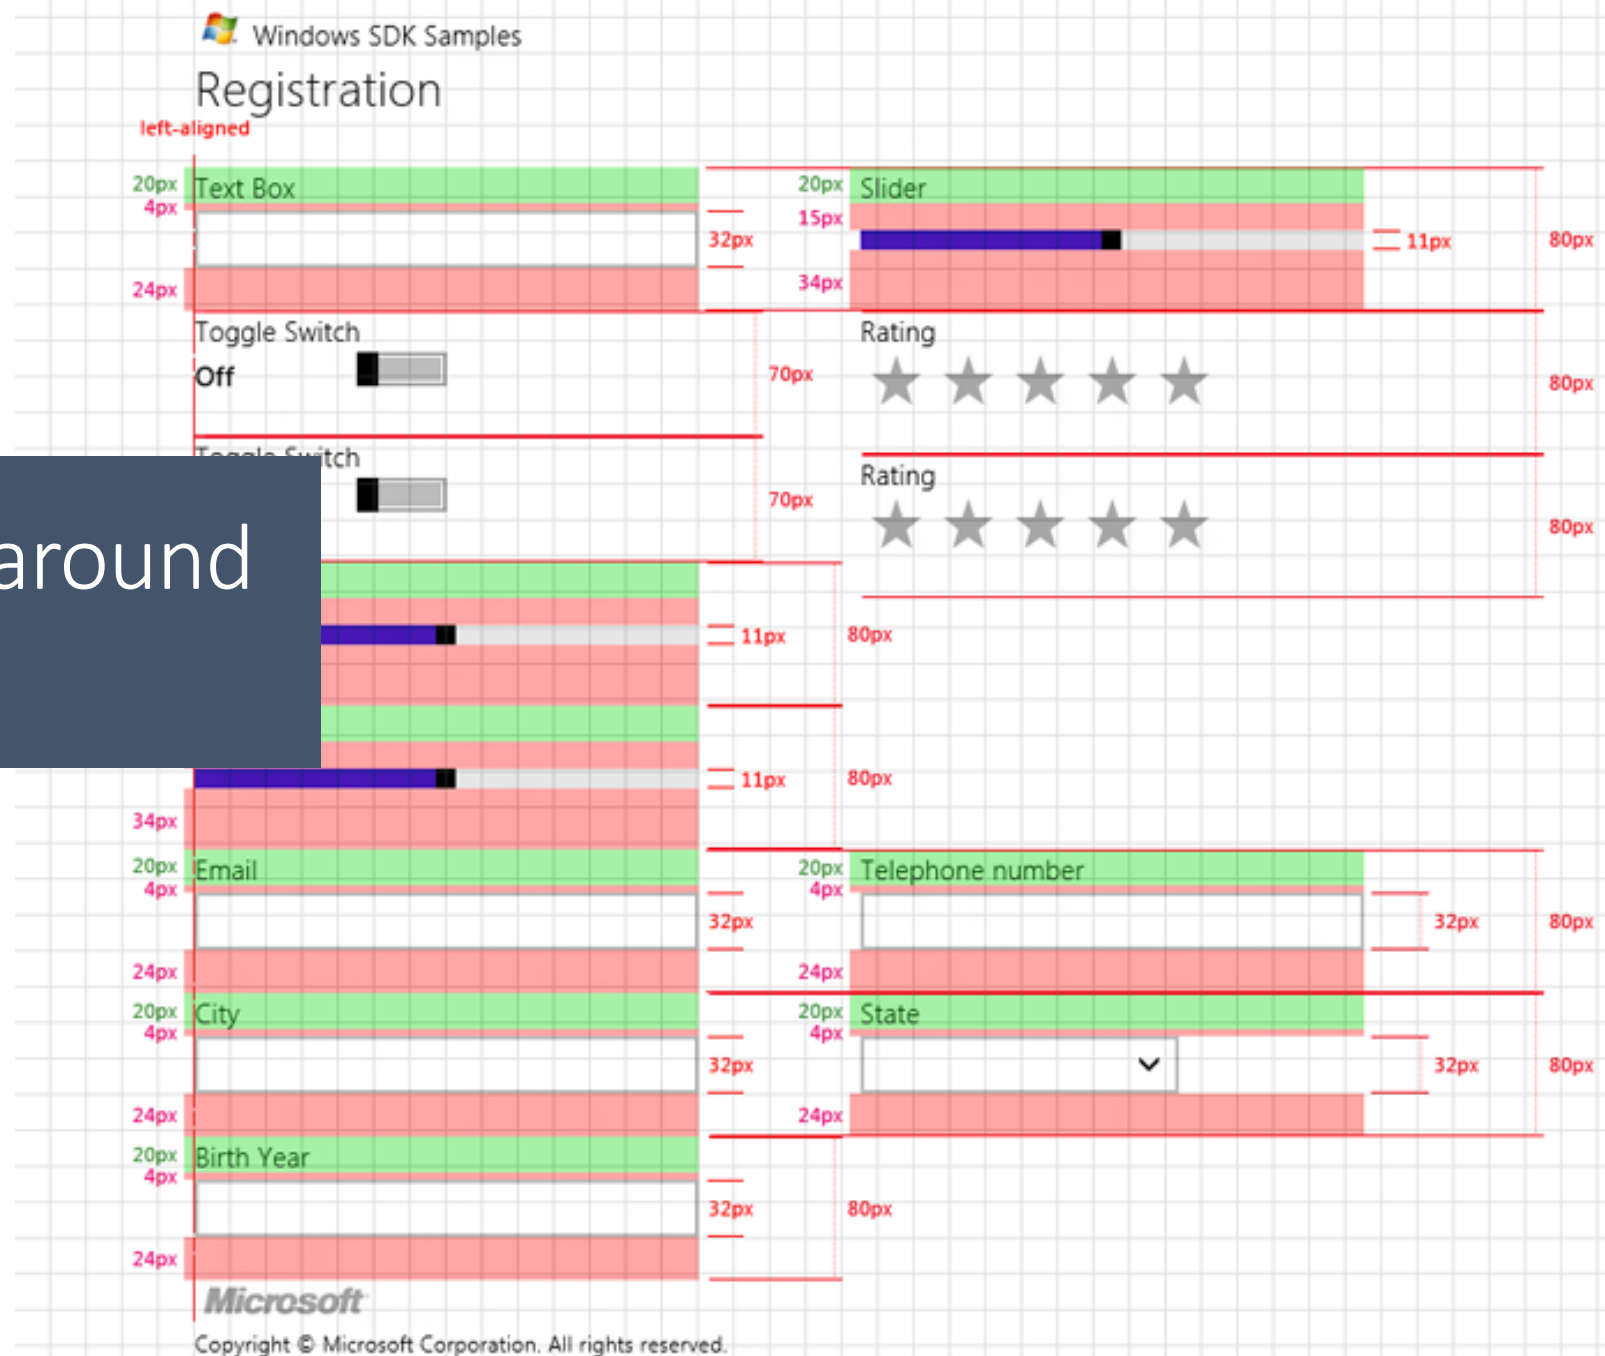 Windows SDK Samples
Registration
left-aligned
20px Text Box 20px Slider
4px 15px
32px 11px 80px
24px 34px
Toggle Switch Rating
Off 70px 80px
Toggle Switch Rating
70px 80px
around
11px 80px
11px 80px
34px
20px Email 20px Telephone number
4px 4px
32px 32px 80px
24px 24px
20px City 20px State
4px 4px
32px 32px 80px
24px 24px
20px Birth Year
4px
32px 80px
24px
Microsoft
Copyright © Microsoft Corporation. All rights reserved.